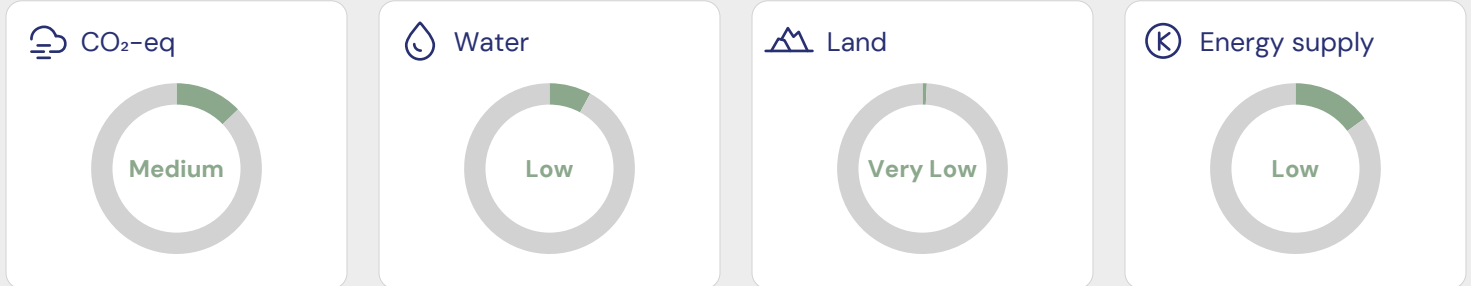 CO₂-eq
Medium
Water
Low
Land
Very Low
Energy supply
Low